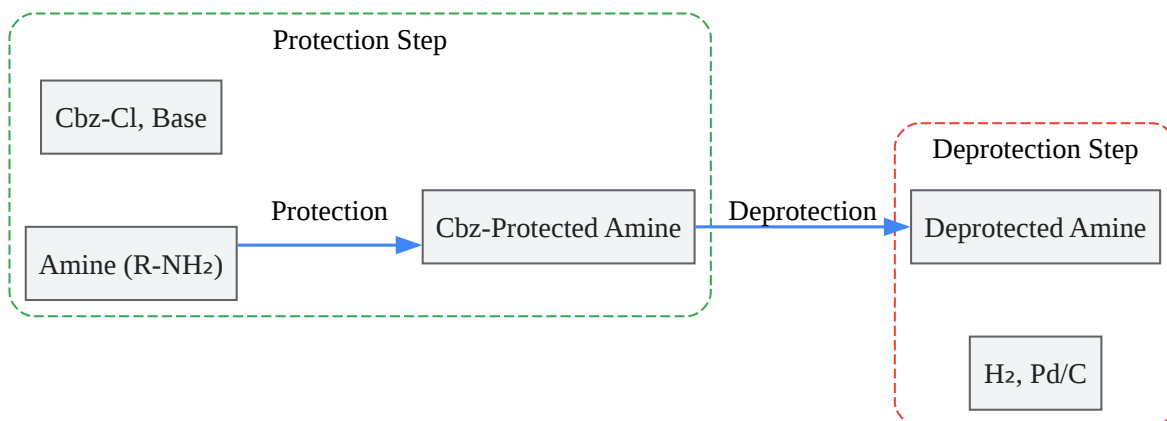 Protection Step
Cbz-Cl, Base
Amine (R-NH₂)
Protection
Cbz-Protected Amine
Deprotection
Deprotection Step
Deprotected Amine
H₂, Pd/C